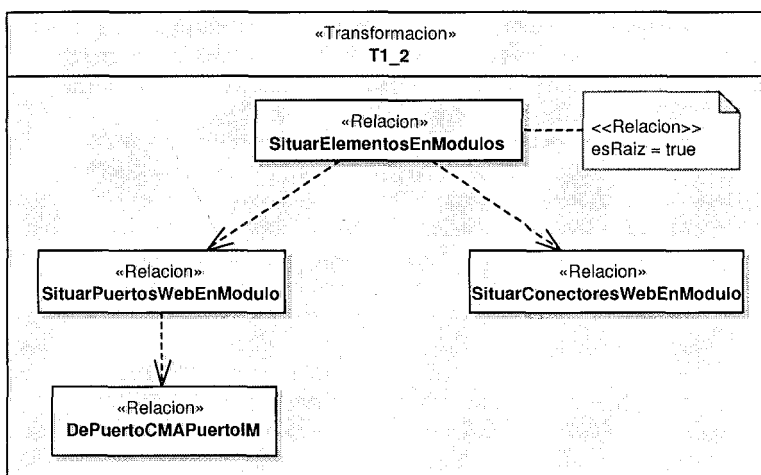 «Transformacion»
T1_2
«Relacion»
SituarElementosEnModulos
<<Relacion>>
esRaiz = true
«Relacion»
SituarPuertosWebEnModulo
«Relacion»
SituarConectoresWebEnModulo
«Relacion»
DePuertoCMAPuertoIM